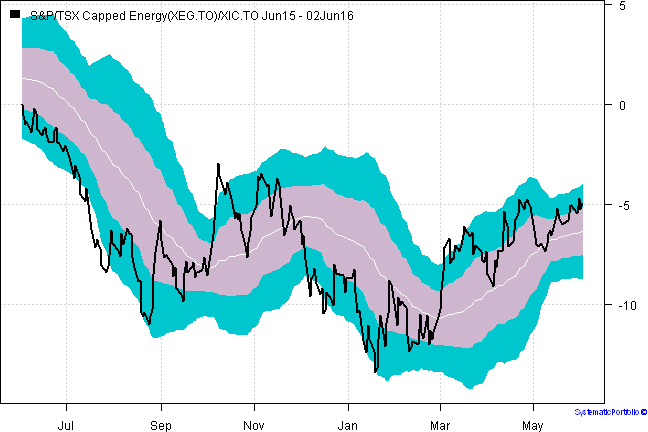 S&P/TSX Capped Energy(XEG.TO)/XIC.TO Jun15 - 02Jun16
5
0
-5
-10
Jul Sep Nov Jan Mar May
SystematicPortfolio ©